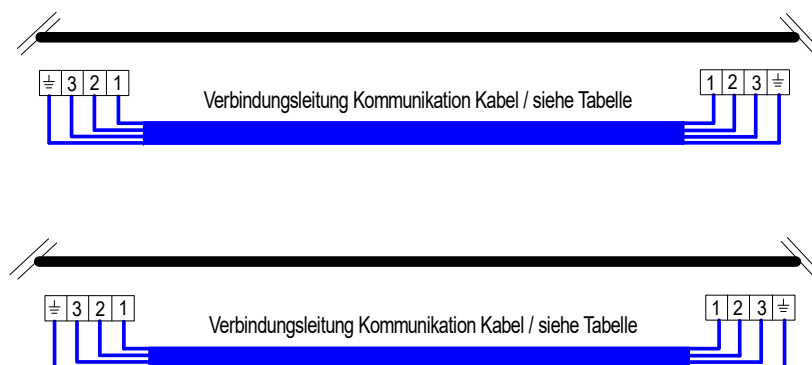 ⏚ 3 2 1
1 2 3 ⏚
Verbindungsleitung Kommunikation Kabel / siehe Tabelle
⏚ 3 2 1
1 2 3 ⏚
Verbindungsleitung Kommunikation Kabel / siehe Tabelle